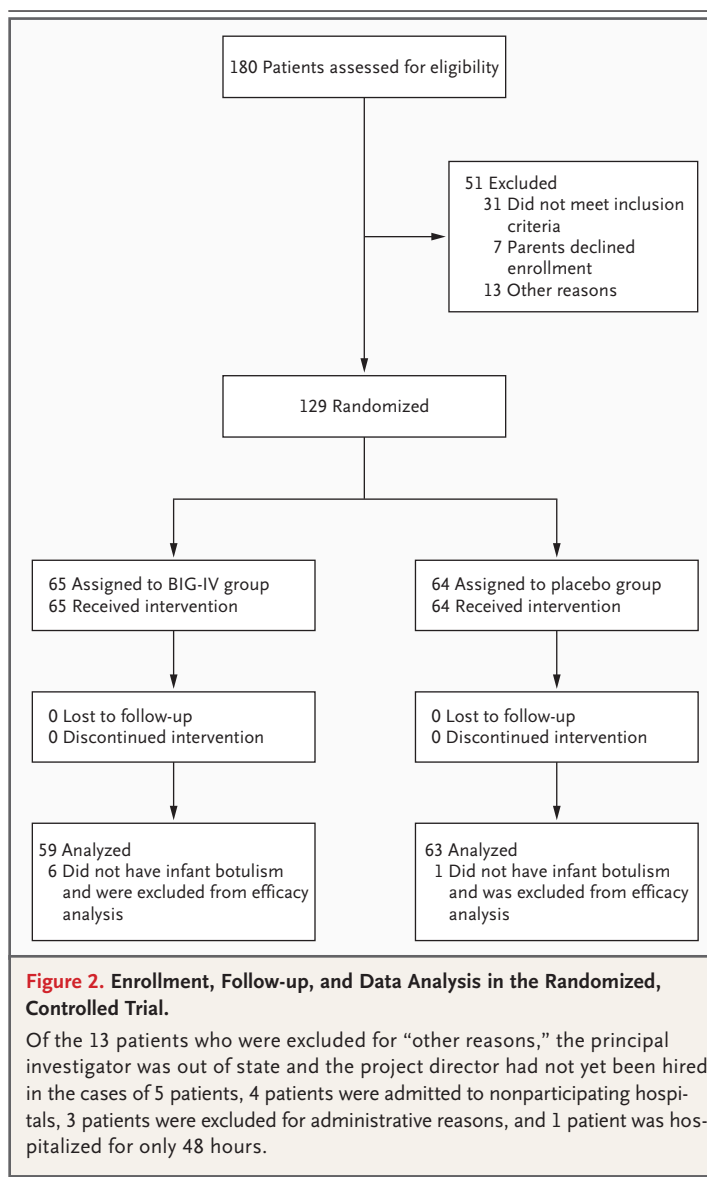 180 Patients assessed for eligibility
51 Excluded
31 Did not meet inclusion
criteria
7 Parents declined
enrollment
13 Other reasons
129 Randomized
65 Assigned to BIG-IV group
65 Received intervention
64 Assigned to placebo group
64 Received intervention
0 Lost to follow-up
0 Discontinued intervention
0 Lost to follow-up
0 Discontinued intervention
59 Analyzed
6 Did not have infant botulism
and were excluded from efficacy
analysis
63 Analyzed
1 Did not have infant botulism
and was excluded from efficacy
analysis
Figure 2. Enrollment, Follow-up, and Data Analysis in the Randomized,
Controlled Trial.
Of the 13 patients who were excluded for “other reasons,” the principal
investigator was out of state and the project director had not yet been hired
in the cases of 5 patients, 4 patients were admitted to nonparticipating hospi-
tals, 3 patients were excluded for administrative reasons, and 1 patient was hos-
pitalized for only 48 hours.